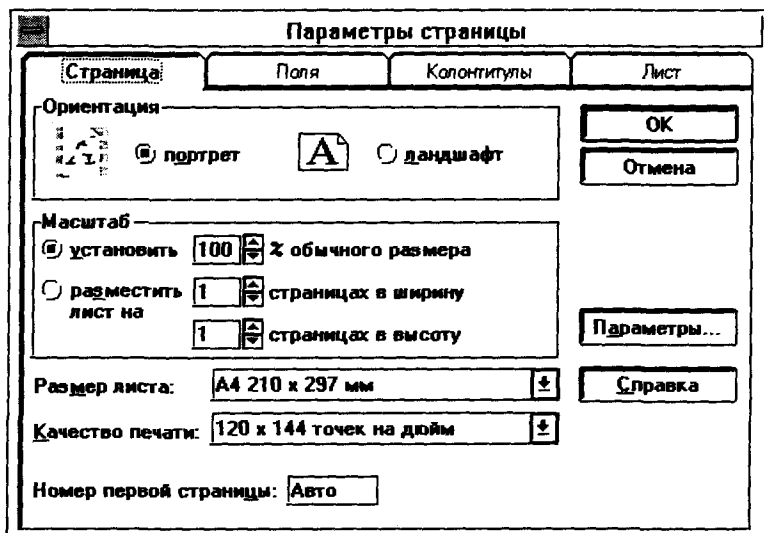 Параметры страницы
Страница Поля Колонтитулы Лист
Ориентация
портрет A ландшафт
OK
Отмена
Масштаб
установить 100 % обычного размера
разместить лист на 1 страницах в ширину
1 страницах в высоту
Параметры...
Размер листа: A4 210 x 297 мм
Справка
Качество печати: 120 x 144 точек на дюйм
Номер первой страницы: Авто